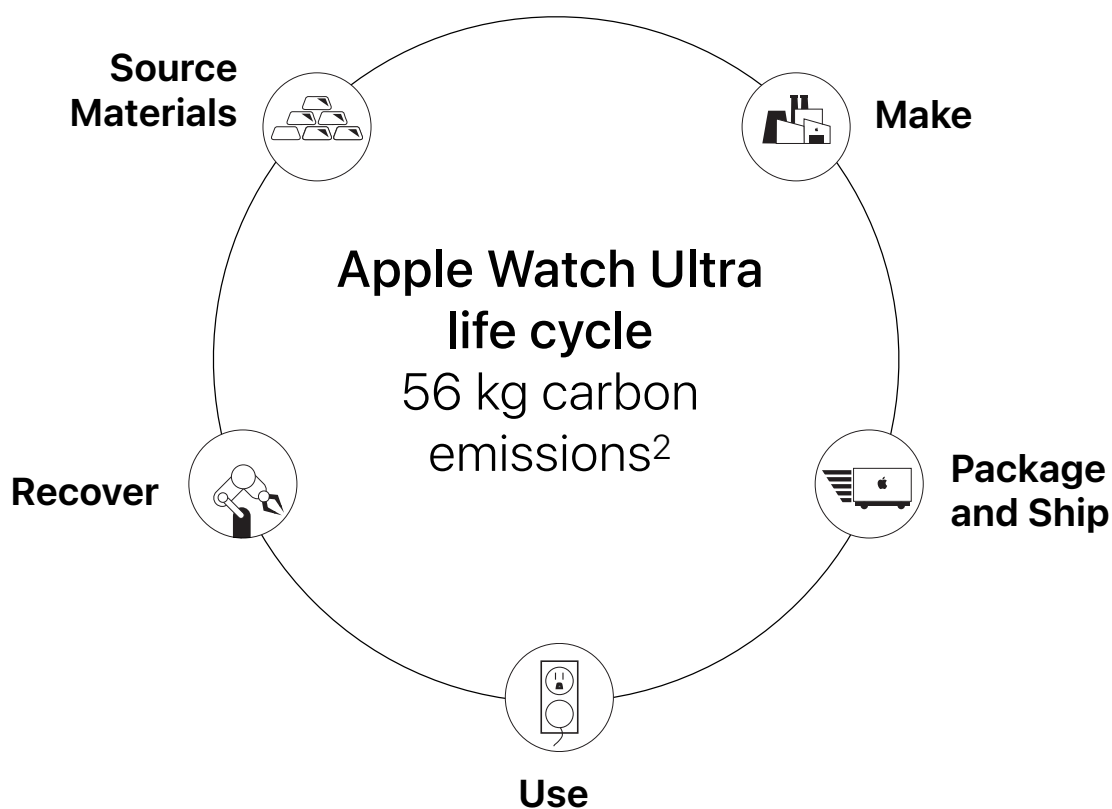 Source
Materials
Make
Apple Watch Ultra
life cycle
56 kg carbon
emissions²
Recover
Package
and Ship
Use